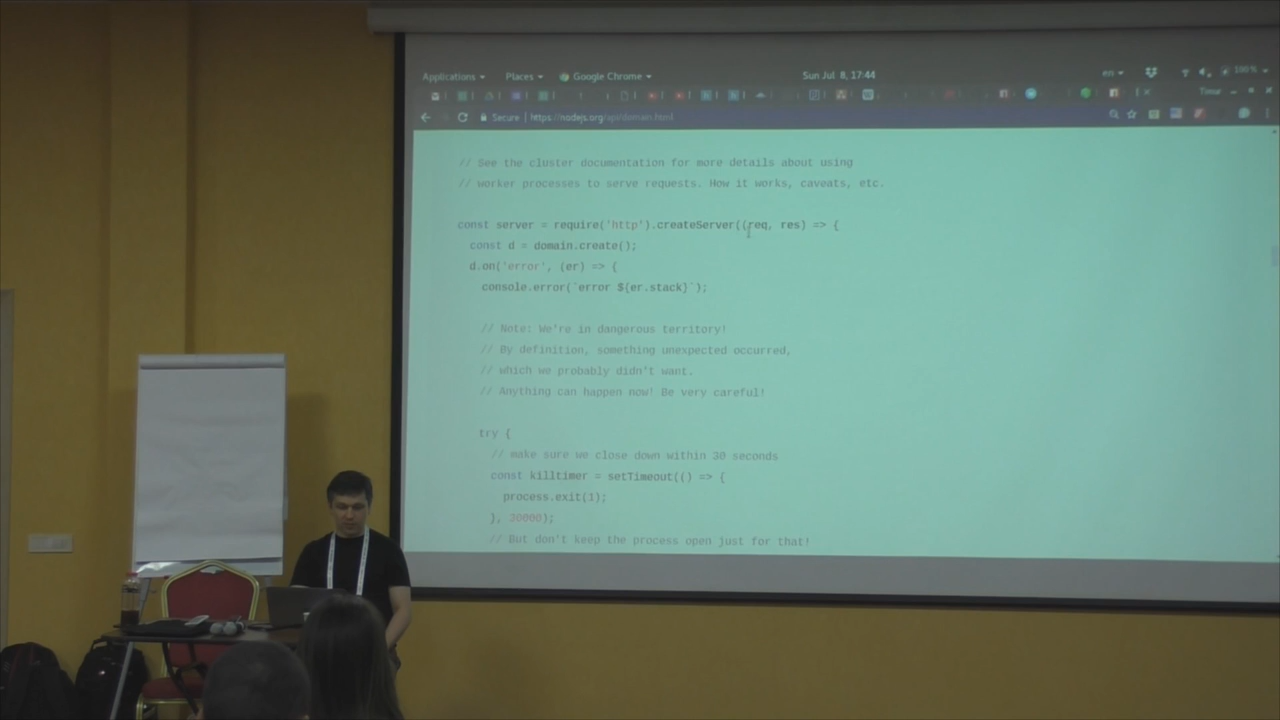 Applications Places Google Chrome Sun Jul 8, 17:44 en 100%
Timur
Secure | https://nodejs.org/api/domain.html
// See the cluster documentation for more details about using
// worker processes to serve requests. How it works, caveats, etc.
const server = require('http').createServer((req, res) => {
const d = domain.create();
d.on('error', (er) => {
console.error(`error ${er.stack}`);
// Note: We're in dangerous territory!
// By definition, something unexpected occurred,
// which we probably didn't want.
// Anything can happen now! Be very careful!
try {
// make sure we close down within 30 seconds
const killtimer = setTimeout(() => {
process.exit(1);
}, 30000);
// But don't keep the process open just for that!